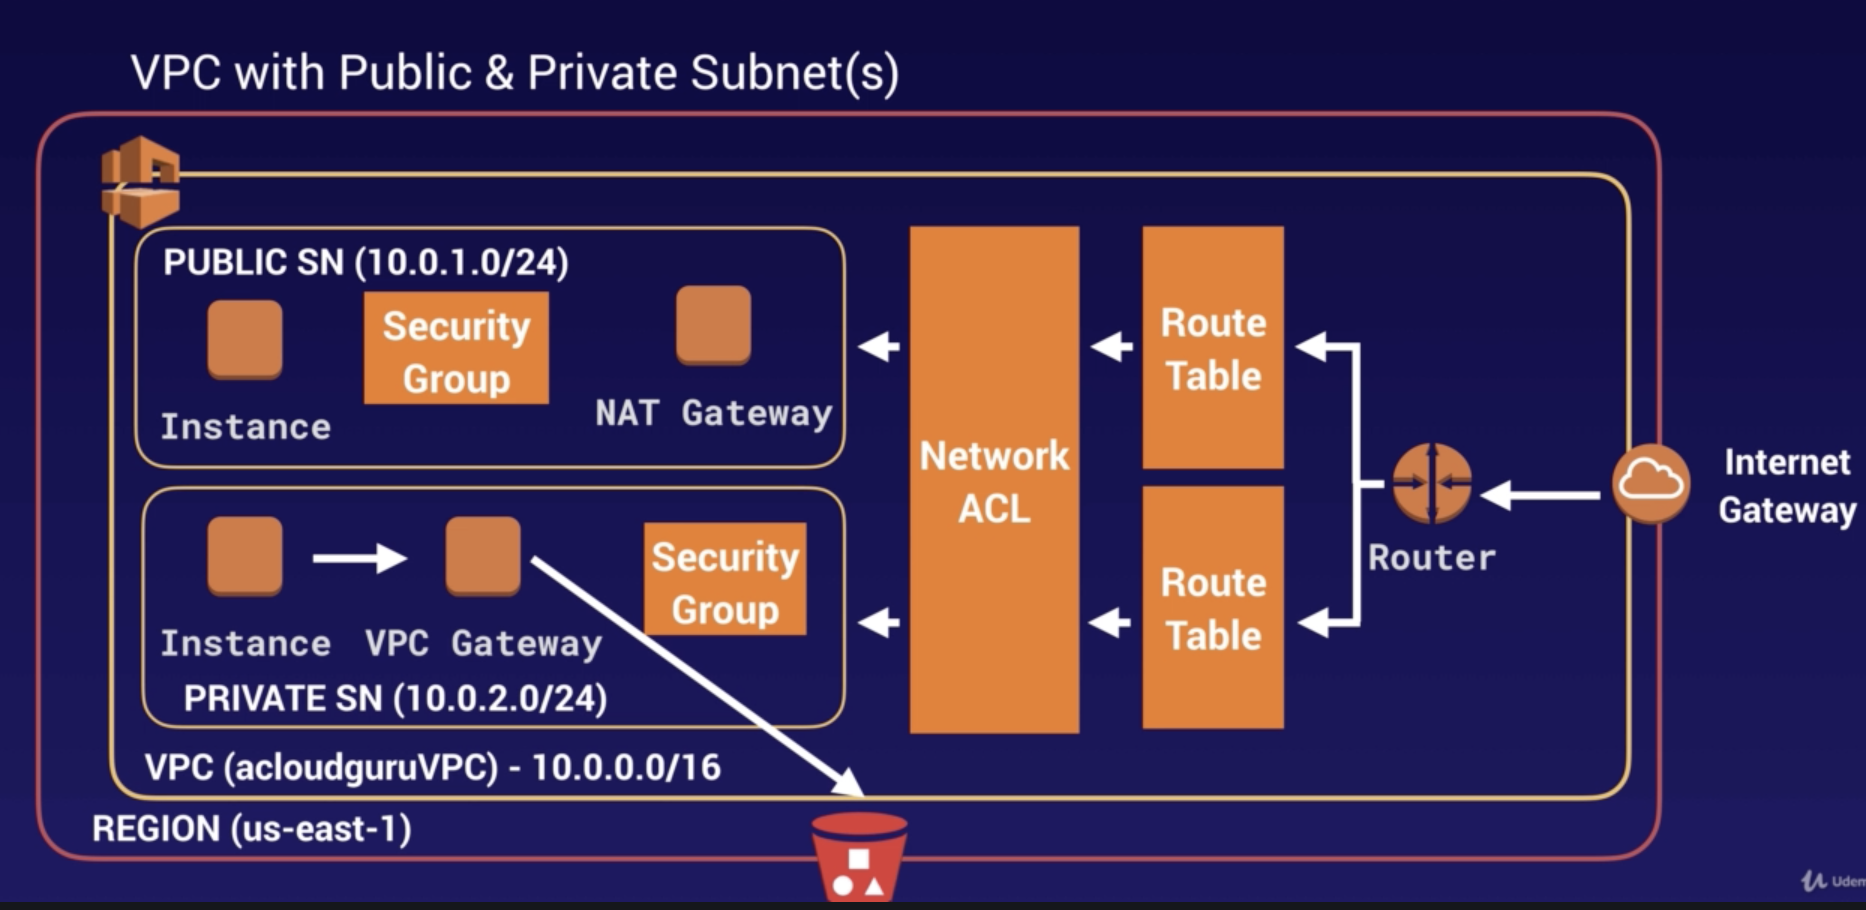 VPC with Public & Private Subnet(s)
PUBLIC SN (10.0.1.0/24)
Security
Group
Instance
NAT Gateway
Network
ACL
Route
Table
Internet
Gateway
Router
Security
Group
Route
Table
Instance
VPC Gateway
PRIVATE SN (10.0.2.0/24)
VPC (acloudguruVPC) - 10.0.0.0/16
REGION (us-east-1)